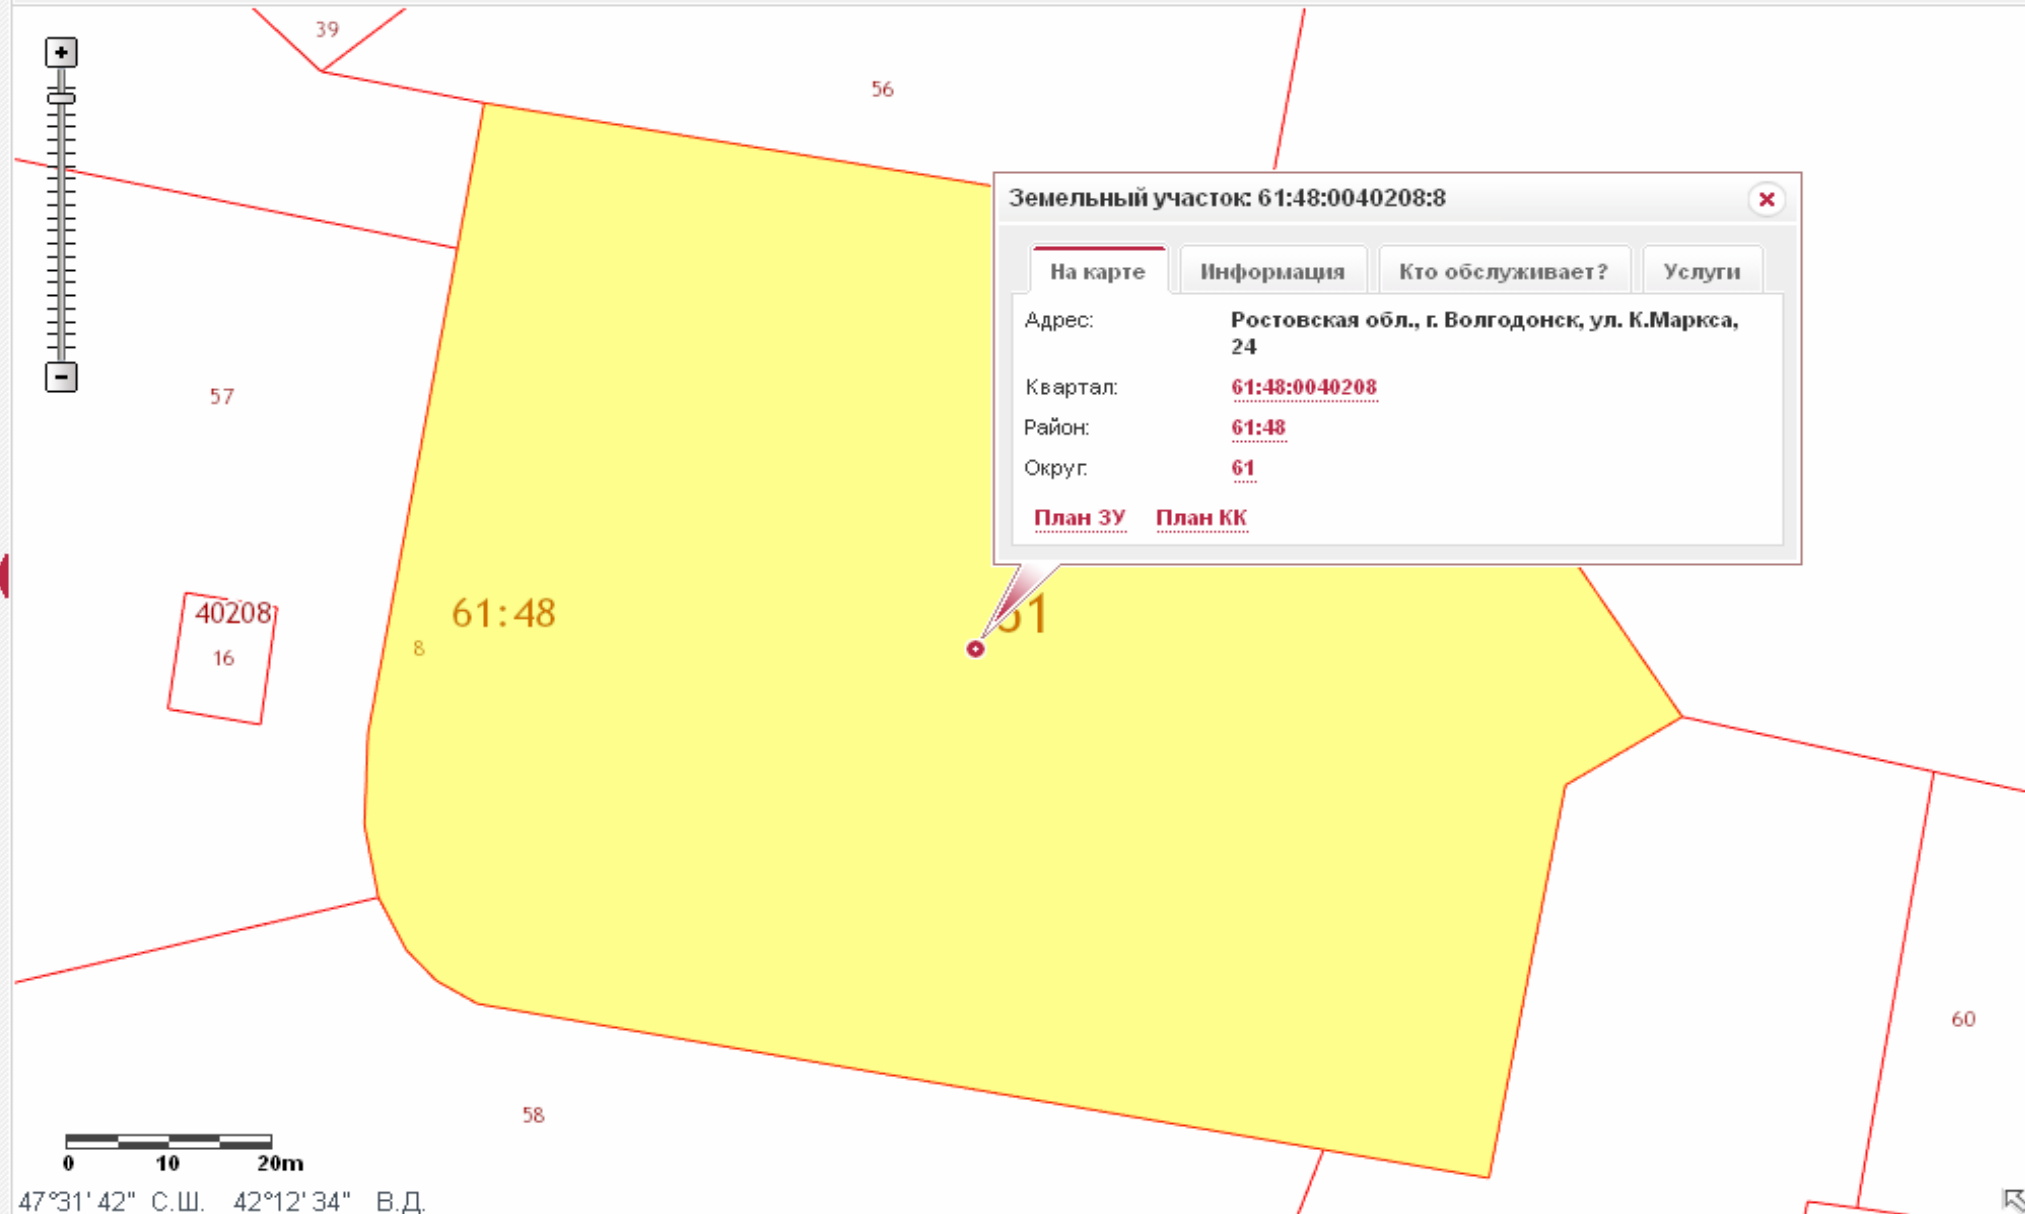 39
56
Земельный участок: 61:48:0040208:8
На карте Информация Кто обслуживает? Услуги
Адрес: Ростовская обл., г. Волгодонск, ул. К.Маркса,
24
Квартал: 61:48:0040208
Район: 61:48
Округ: 61
План ЗУ План КК
57
40208
16
61:48
8
61
60
58
0 10 20m
47°31'42" С.Ш. 42°12'34" В.Д.